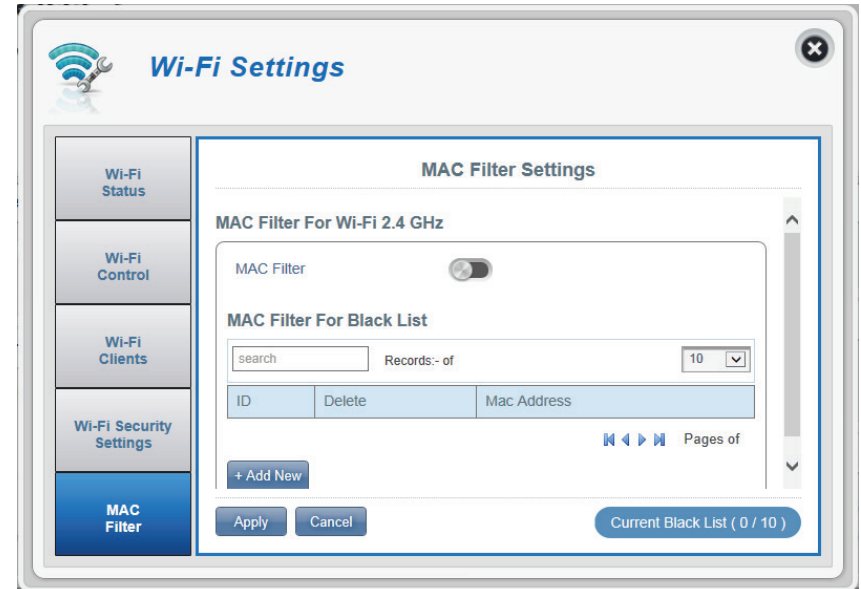 Wi-Fi Settings
Wi-Fi
Status
Wi-Fi
Control
Wi-Fi
Clients
Wi-Fi Security
Settings
MAC
Filter
MAC Filter Settings
MAC Filter For Wi-Fi 2.4 GHz
MAC Filter
MAC Filter For Black List
search Records:- of 10
ID Delete Mac Address
Pages of
+ Add New
Apply Cancel Current Black List ( 0 / 10 )